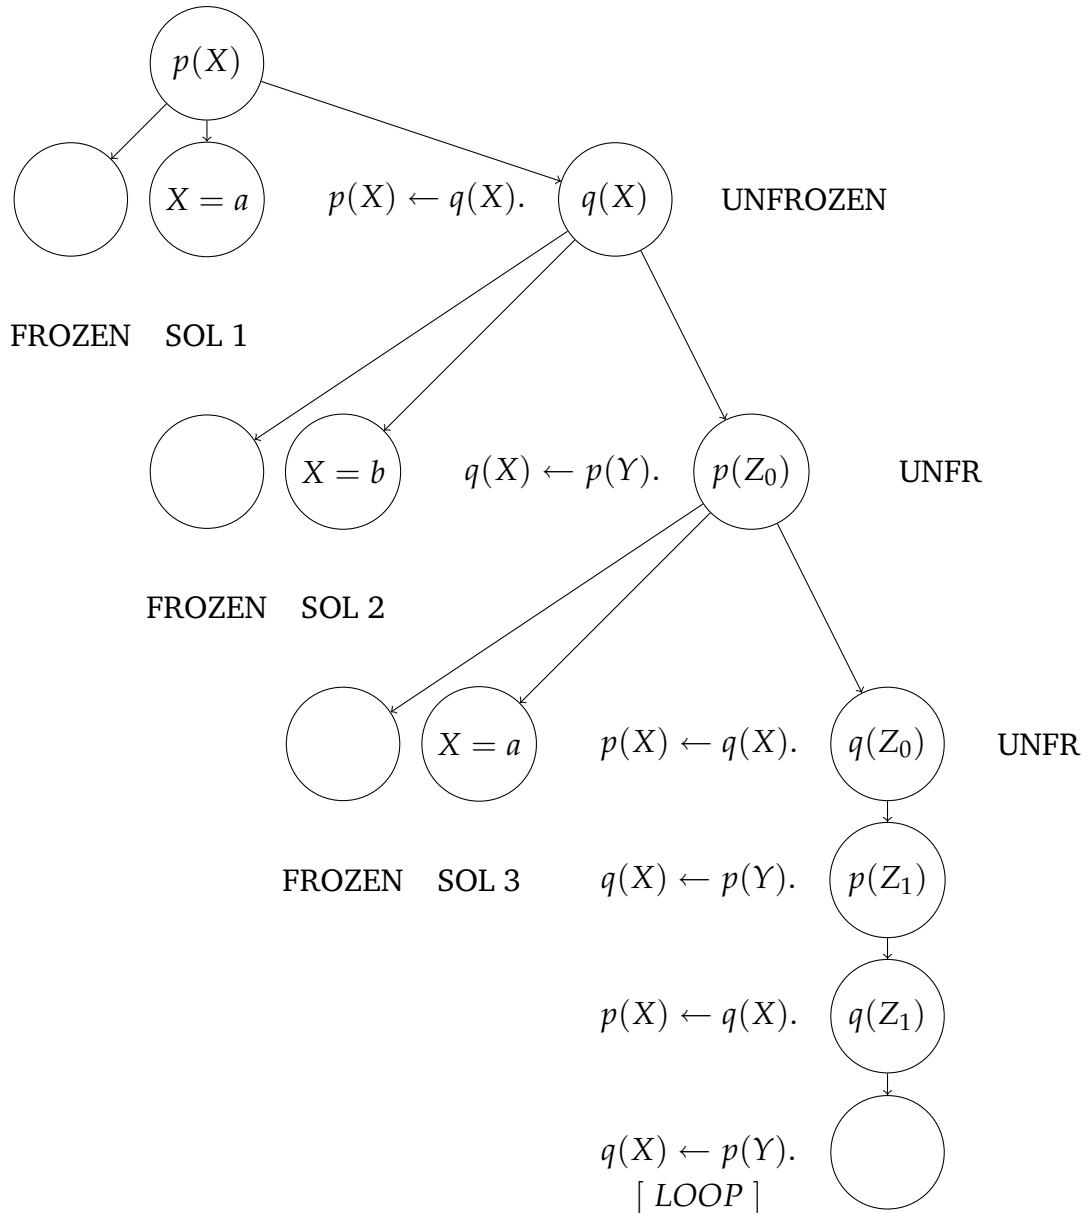 p(X)
X = a
p(X) ← q(X).
q(X)
UNFROZEN
FROZEN
SOL 1
X = b
q(X) ← p(Y).
p(Z₀)
UNFR
FROZEN
SOL 2
X = a
p(X) ← q(X).
q(Z₀)
UNFR
FROZEN
SOL 3
q(X) ← p(Y).
p(Z₁)
p(X) ← q(X).
q(Z₁)
q(X) ← p(Y).
[ LOOP ]